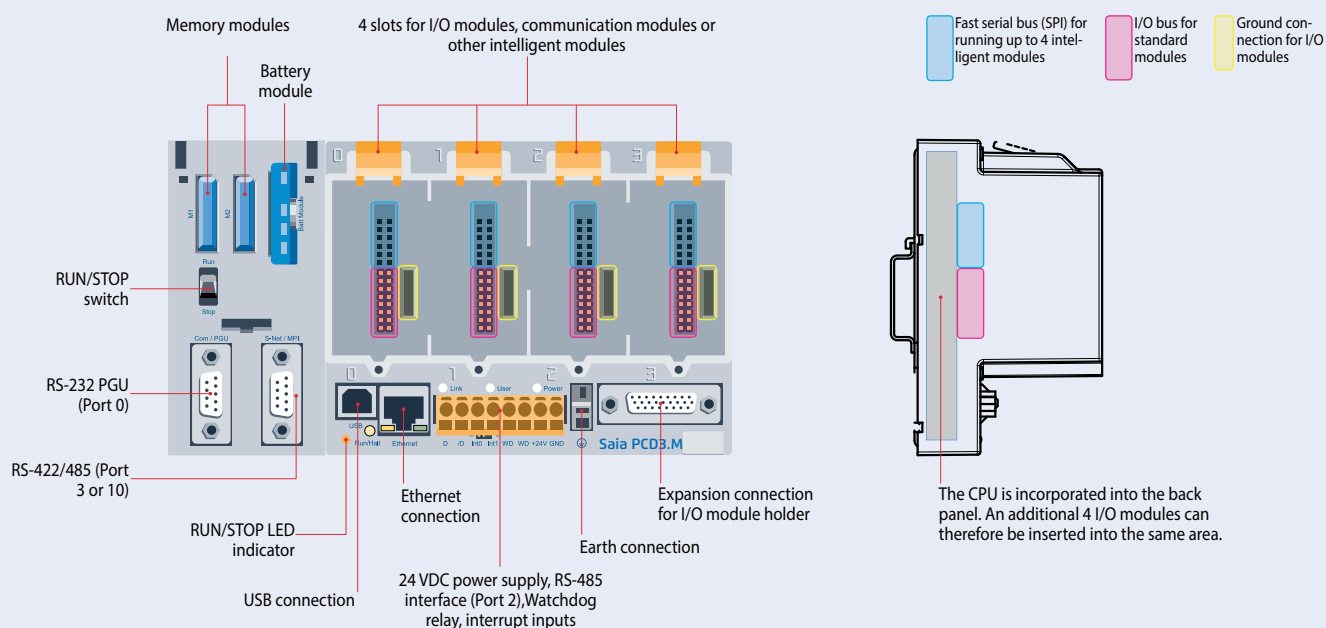 Memory modules
4 slots for I/O modules, communication modules or
other intelligent modules
Battery
module
Fast serial bus (SPI) for
running up to 4 intel-
ligent modules
I/O bus for
standard
modules
Ground con-
nection for I/O
modules
0
1
2
3
M1
M2
Batt Module
Run
Stop
RUN/STOP
switch
Com / PGU
S-Net / MPI
RS-232 PGU
(Port 0)
RS-422/485 (Port
3 or 10)
0
1
2
3
Link
User
Power
USB
Run/Halt
Ethernet
D /D Int0 Int1 WD WD +24V GND
Saia PCD3.M
RUN/STOP LED
indicator
USB connection
Ethernet
connection
24 VDC power supply, RS-485
interface (Port 2),Watchdog
relay, interrupt inputs
Earth connection
Expansion connection
for I/O module holder
The CPU is incorporated into the back
panel. An additional 4 I/O modules can
therefore be inserted into the same area.